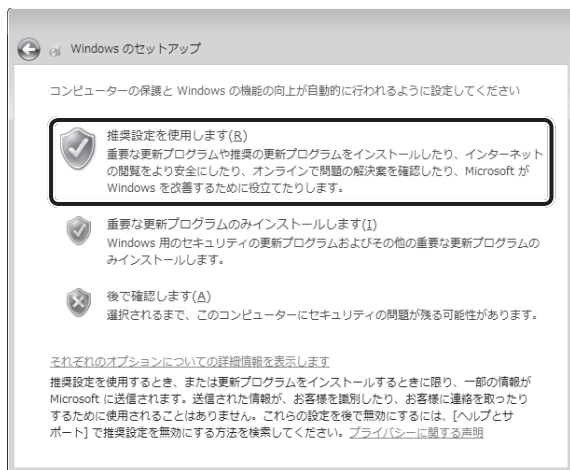 Windows のセットアップ
コンピューターの保護と Windows の機能の向上が自動的に行われるように設定してください
推奨設定を使用します(R)
重要な更新プログラムや推奨の更新プログラムをインストールしたり、インターネット
の閲覧をより安全にしたり、オンラインで問題の解決案を確認したり、Microsoft が
Windows を改善するために役立てたりします。
重要な更新プログラムのみインストールします(I)
Windows 用のセキュリティの更新プログラムおよびその他の重要な更新プログラムの
みインストールします。
後で確認します(A)
選択されるまで、このコンピューターにセキュリティの問題が残る可能性があります。
それぞれのオプションについての詳細情報を表示します
推奨設定を使用するとき、または更新プログラムをインストールするときに限り、一部の情報が
Microsoft に送信されます。送信された情報が、お客様を識別したり、お客様に連絡を取ったり
するために使用されることはありません。これらの設定を後で無効にするには、[ヘルプとサ
ポート] で推奨設定を無効にする方法を検索してください。プライバシーに関する声明